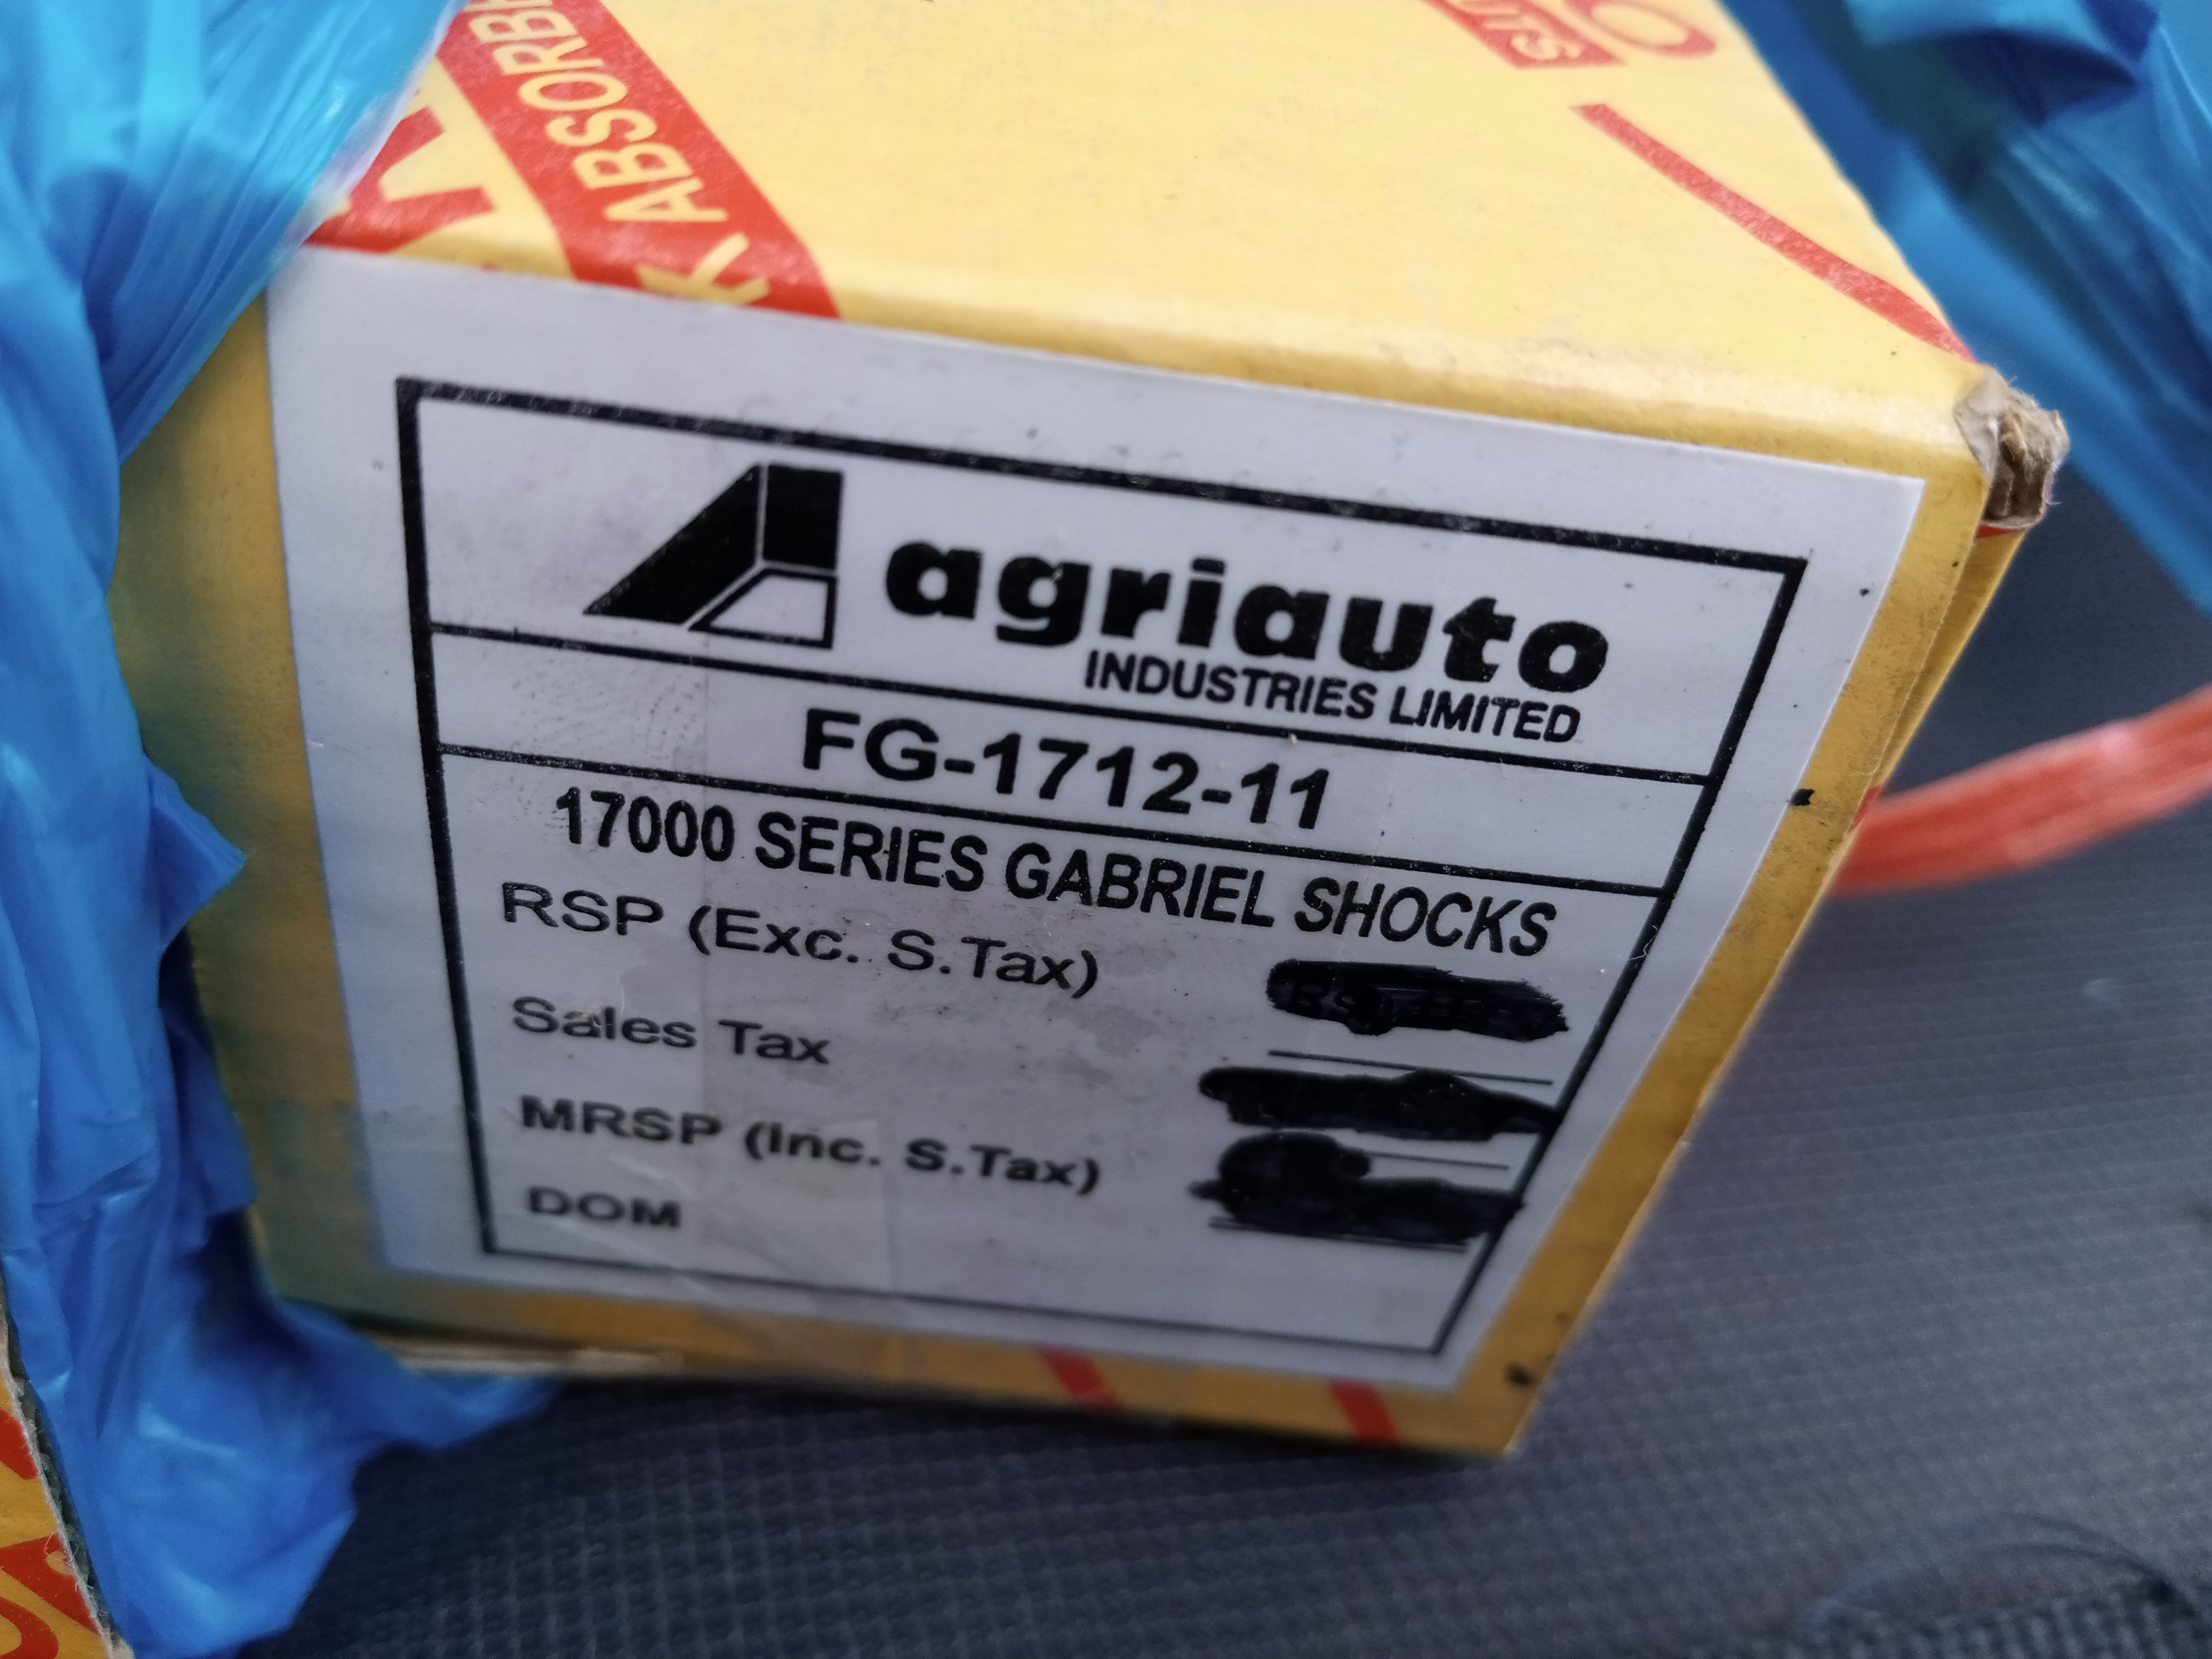 ABSORBE
agriauto
INDUSTRIES LIMITED
FG-1712-11
17000 SERIES GABRIEL SHOCKS
RSP (Exc. S.Tax)
Sales Tax
MRSP (Inc. S.Tax)
DOM